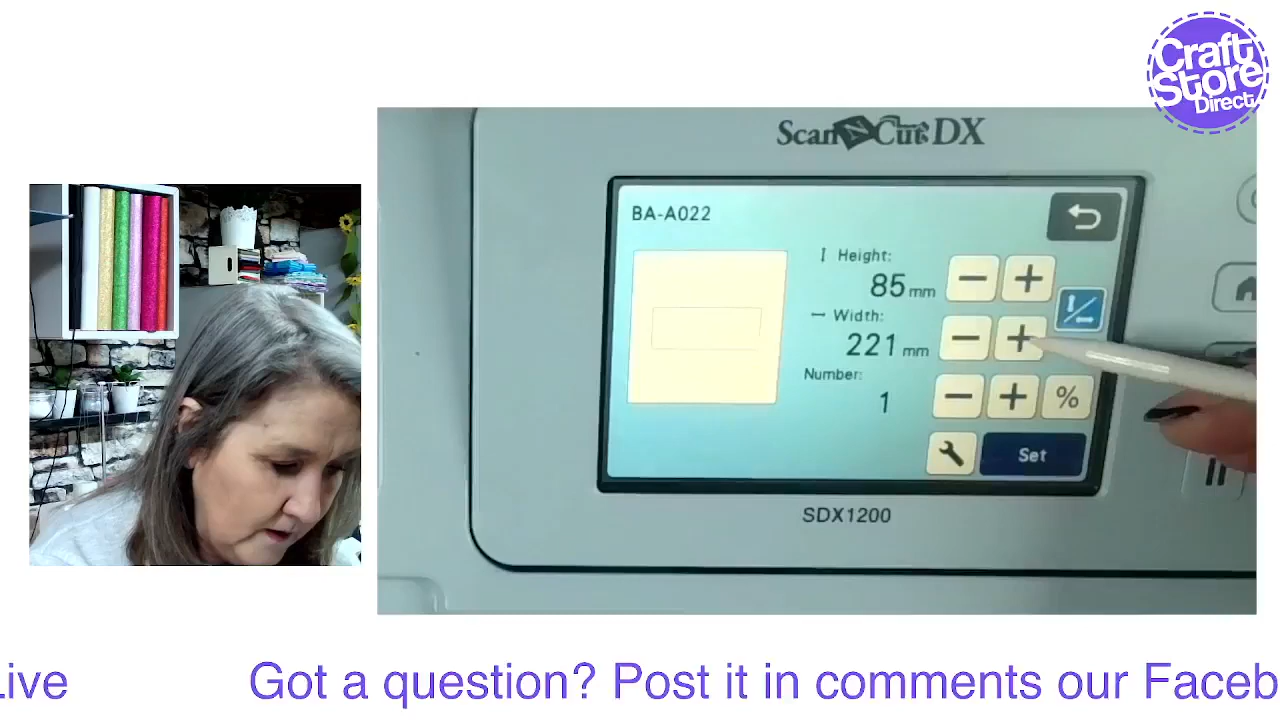 Craft
Store
Direct
ScanNCut DX
BA-A022
Height:
85 mm
Width:
221 mm
Number:
1
%
Set
SDX1200
Live
Got a question? Post it in comments our Faceb